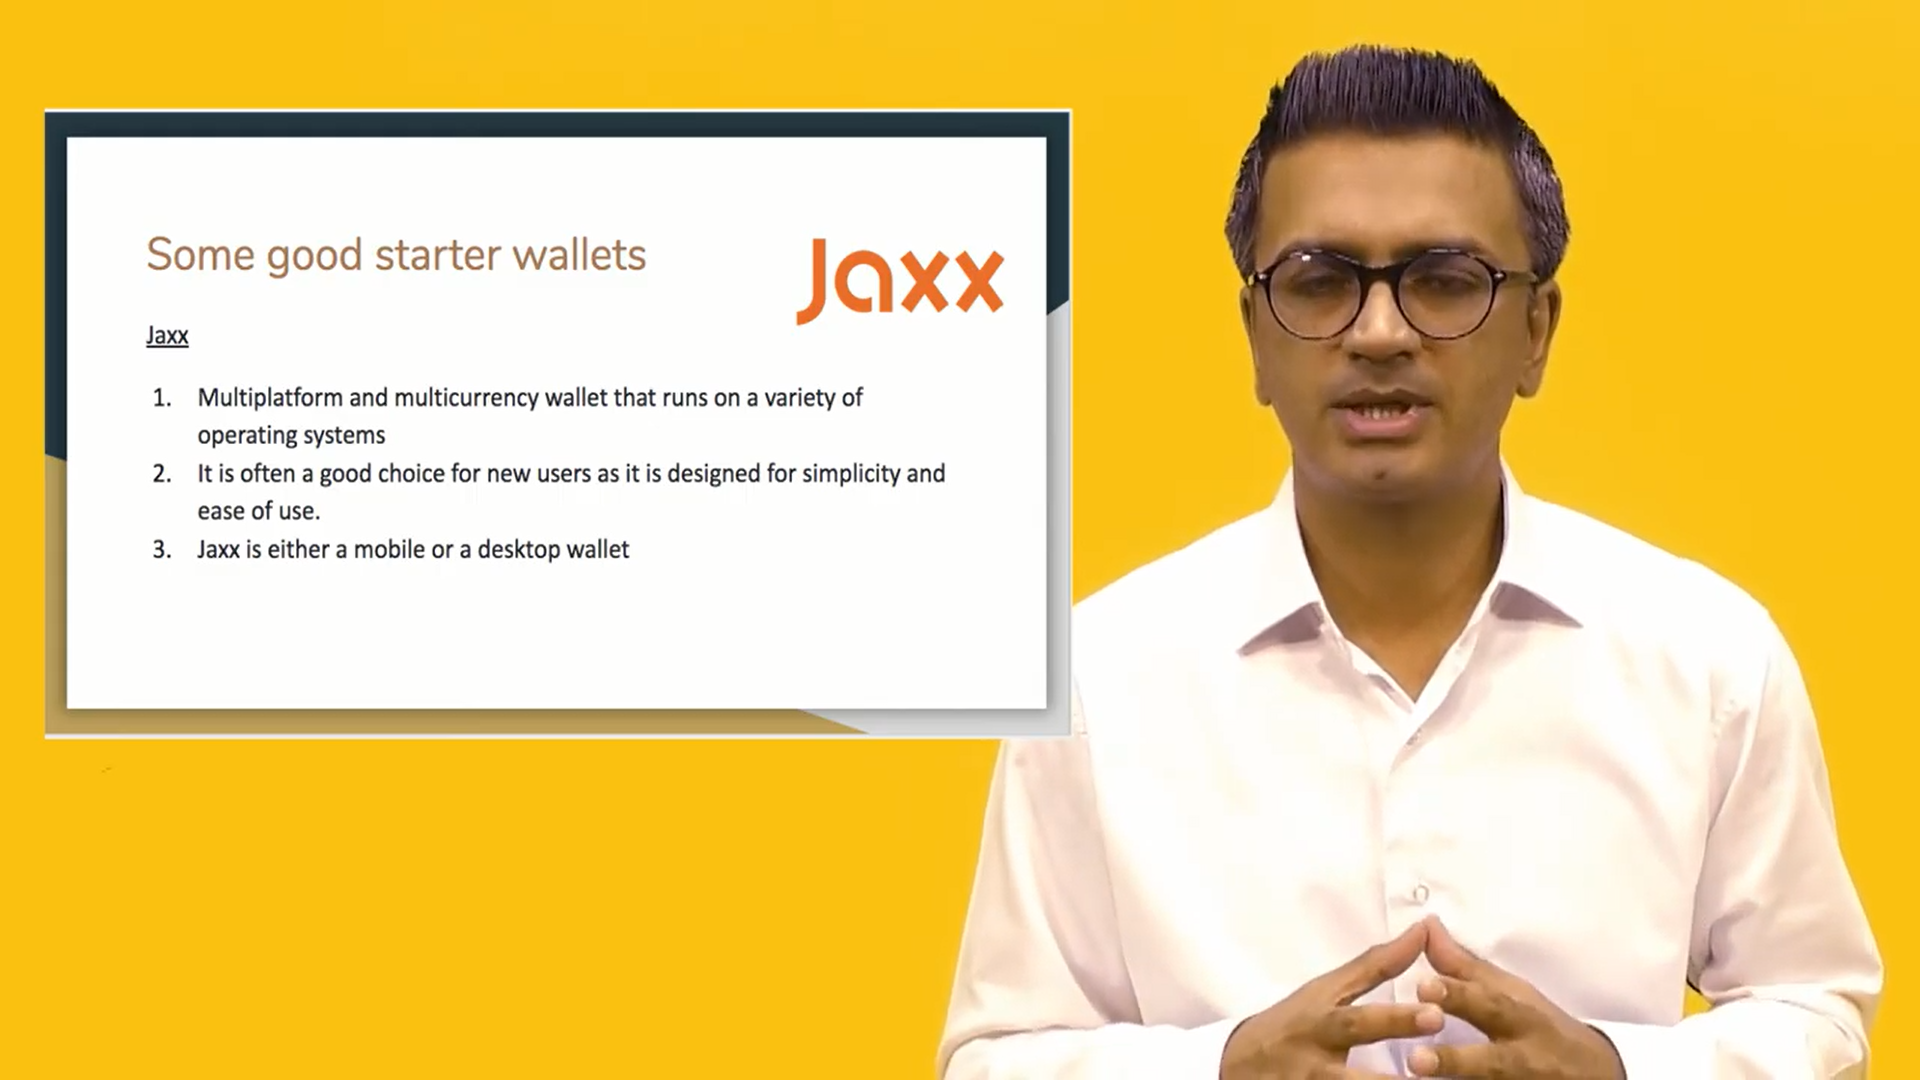 Some good starter wallets
Jaxx
Jaxx
1. Multiplatform and multicurrency wallet that runs on a variety of
operating systems
2. It is often a good choice for new users as it is designed for simplicity and
ease of use.
3. Jaxx is either a mobile or a desktop wallet